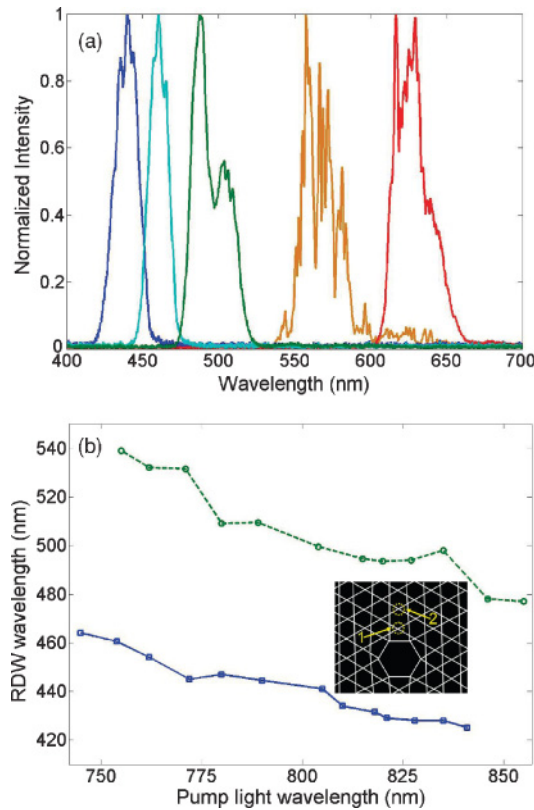 (a)
Normalized Intensity
1
0.8
0.6
0.4
0.2
0
400 450 500 550 600 650 700
Wavelength (nm)
(b)
RDW wavelength (nm)
540
520
500
480
460
440
420
1
2
750 775 800 825 850
Pump light wavelength (nm)